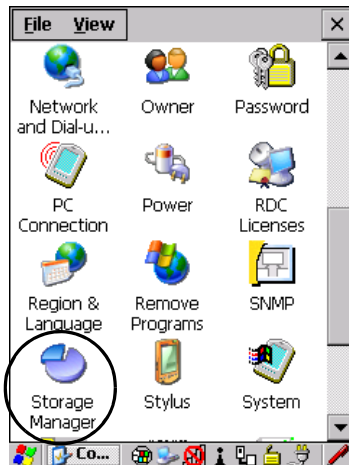 File View
Network and Dial-u...
Owner
Password
PC Connection
Power
RDC Licenses
Region & Language
Remove Programs
SNMP
Storage Manager
Stylus
System
Co...